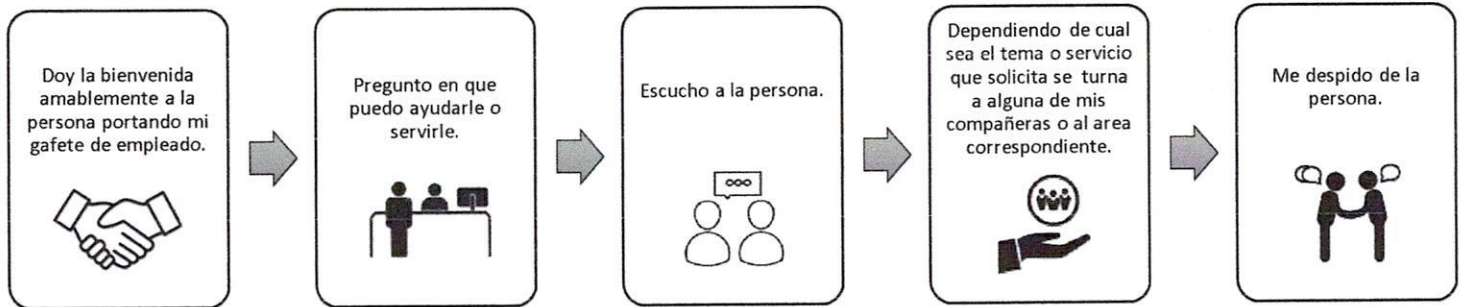 Doy la bienvenida
amablemente a la
persona portando mi
gafete de empleado.
Pregunto en que
puedo ayudarle o
servirle.
Escucho a la persona.
Dependiendo de cual
sea el tema o servicio
que solicita se turna
a alguna de mis
compañeras o al area
correspondiente.
Me despido de la
persona.